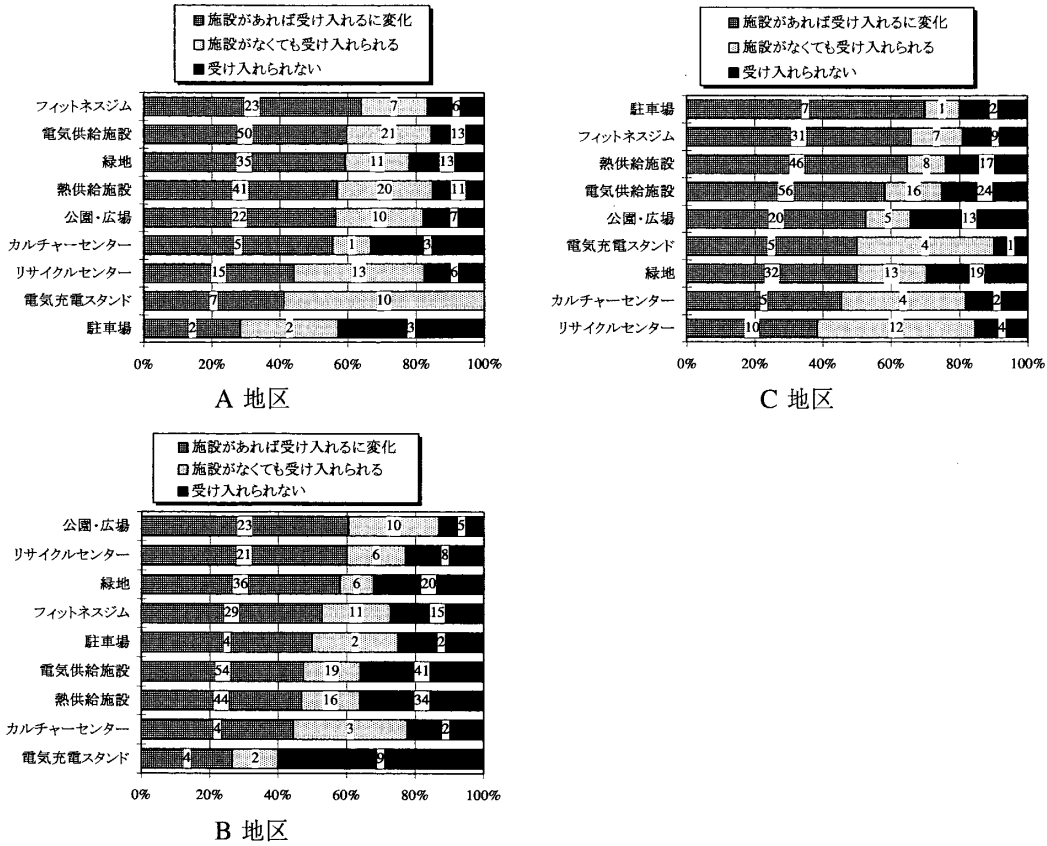 施設があれば受け入れるに変化
施設がなくても受け入れられる
受け入れられない
フィットネスジム 23 7 6
電気供給施設 50 21 13
緑地 35 11 13
熱供給施設 41 20 11
公園・広場 22 10 7
カルチャーセンター 5 1 3
リサイクルセンター 15 13 6
電気充電スタンド 7 10
駐車場 2 2 3
0% 20% 40% 60% 80% 100%
A 地区
施設があれば受け入れるに変化
施設がなくても受け入れられる
受け入れられない
駐車場 7 1 2
フィットネスジム 31 7 9
熱供給施設 46 8 17
電気供給施設 56 16 24
公園・広場 20 5 13
電気充電スタンド 5 4 1
緑地 32 13 19
カルチャーセンター 5 4 2
リサイクルセンター 10 12 4
0% 20% 40% 60% 80% 100%
C 地区
施設があれば受け入れるに変化
施設がなくても受け入れられる
受け入れられない
公園・広場 23 10 5
リサイクルセンター 21 6 8
緑地 36 6 20
フィットネスジム 29 11 15
駐車場 4 2 2
電気供給施設 54 19 41
熱供給施設 44 16 34
カルチャーセンター 4 3 2
電気充電スタンド 4 2 9
0% 20% 40% 60% 80% 100%
B 地区